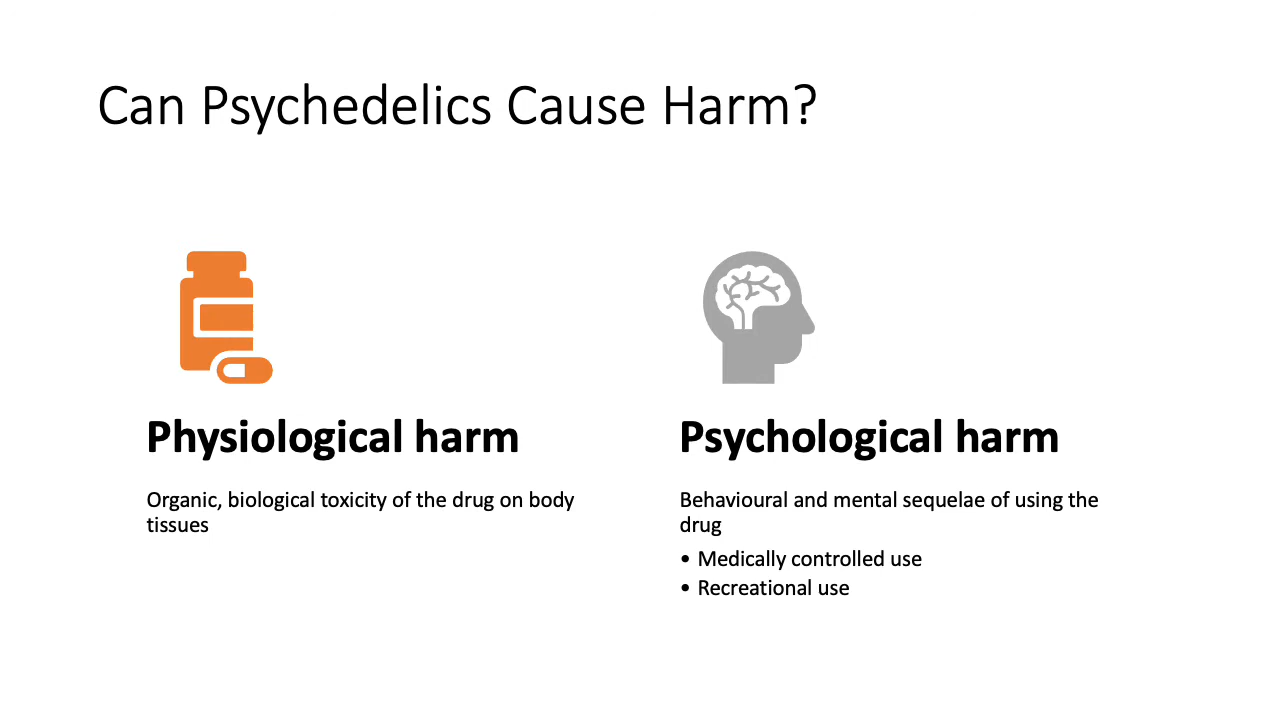 Can Psychedelics Cause Harm?
Physiological harm
Organic, biological toxicity of the drug on body
tissues
Psychological harm
Behavioural and mental sequelae of using the
drug
• Medically controlled use
• Recreational use